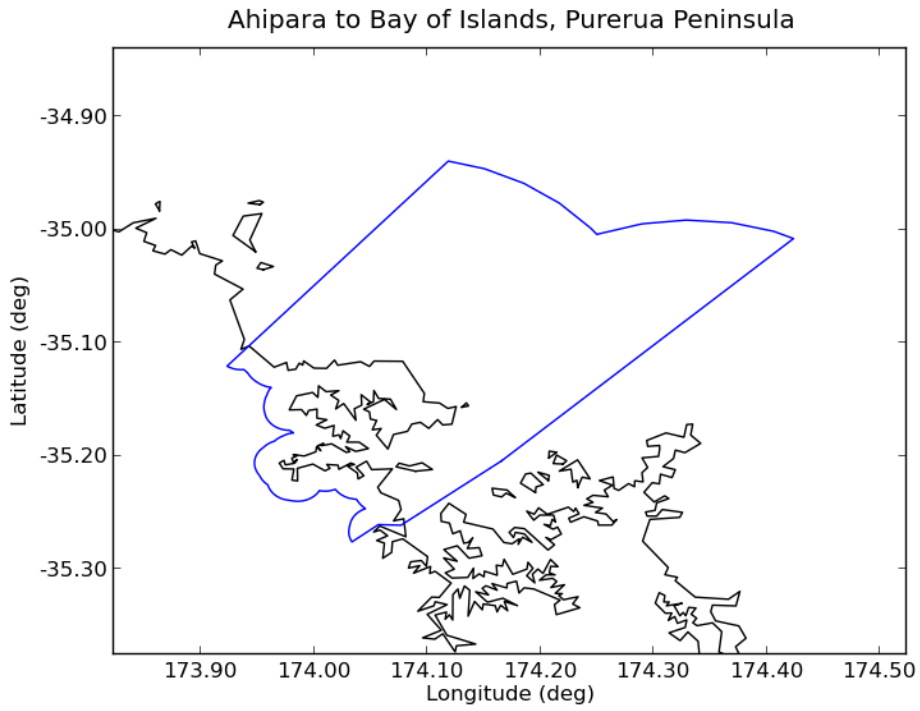 Ahipara to Bay of Islands, Purerua Peninsula
-34.90
-35.00
-35.10
-35.20
-35.30
Latitude (deg)
173.90 174.00 174.10 174.20 174.30 174.40 174.50
Longitude (deg)